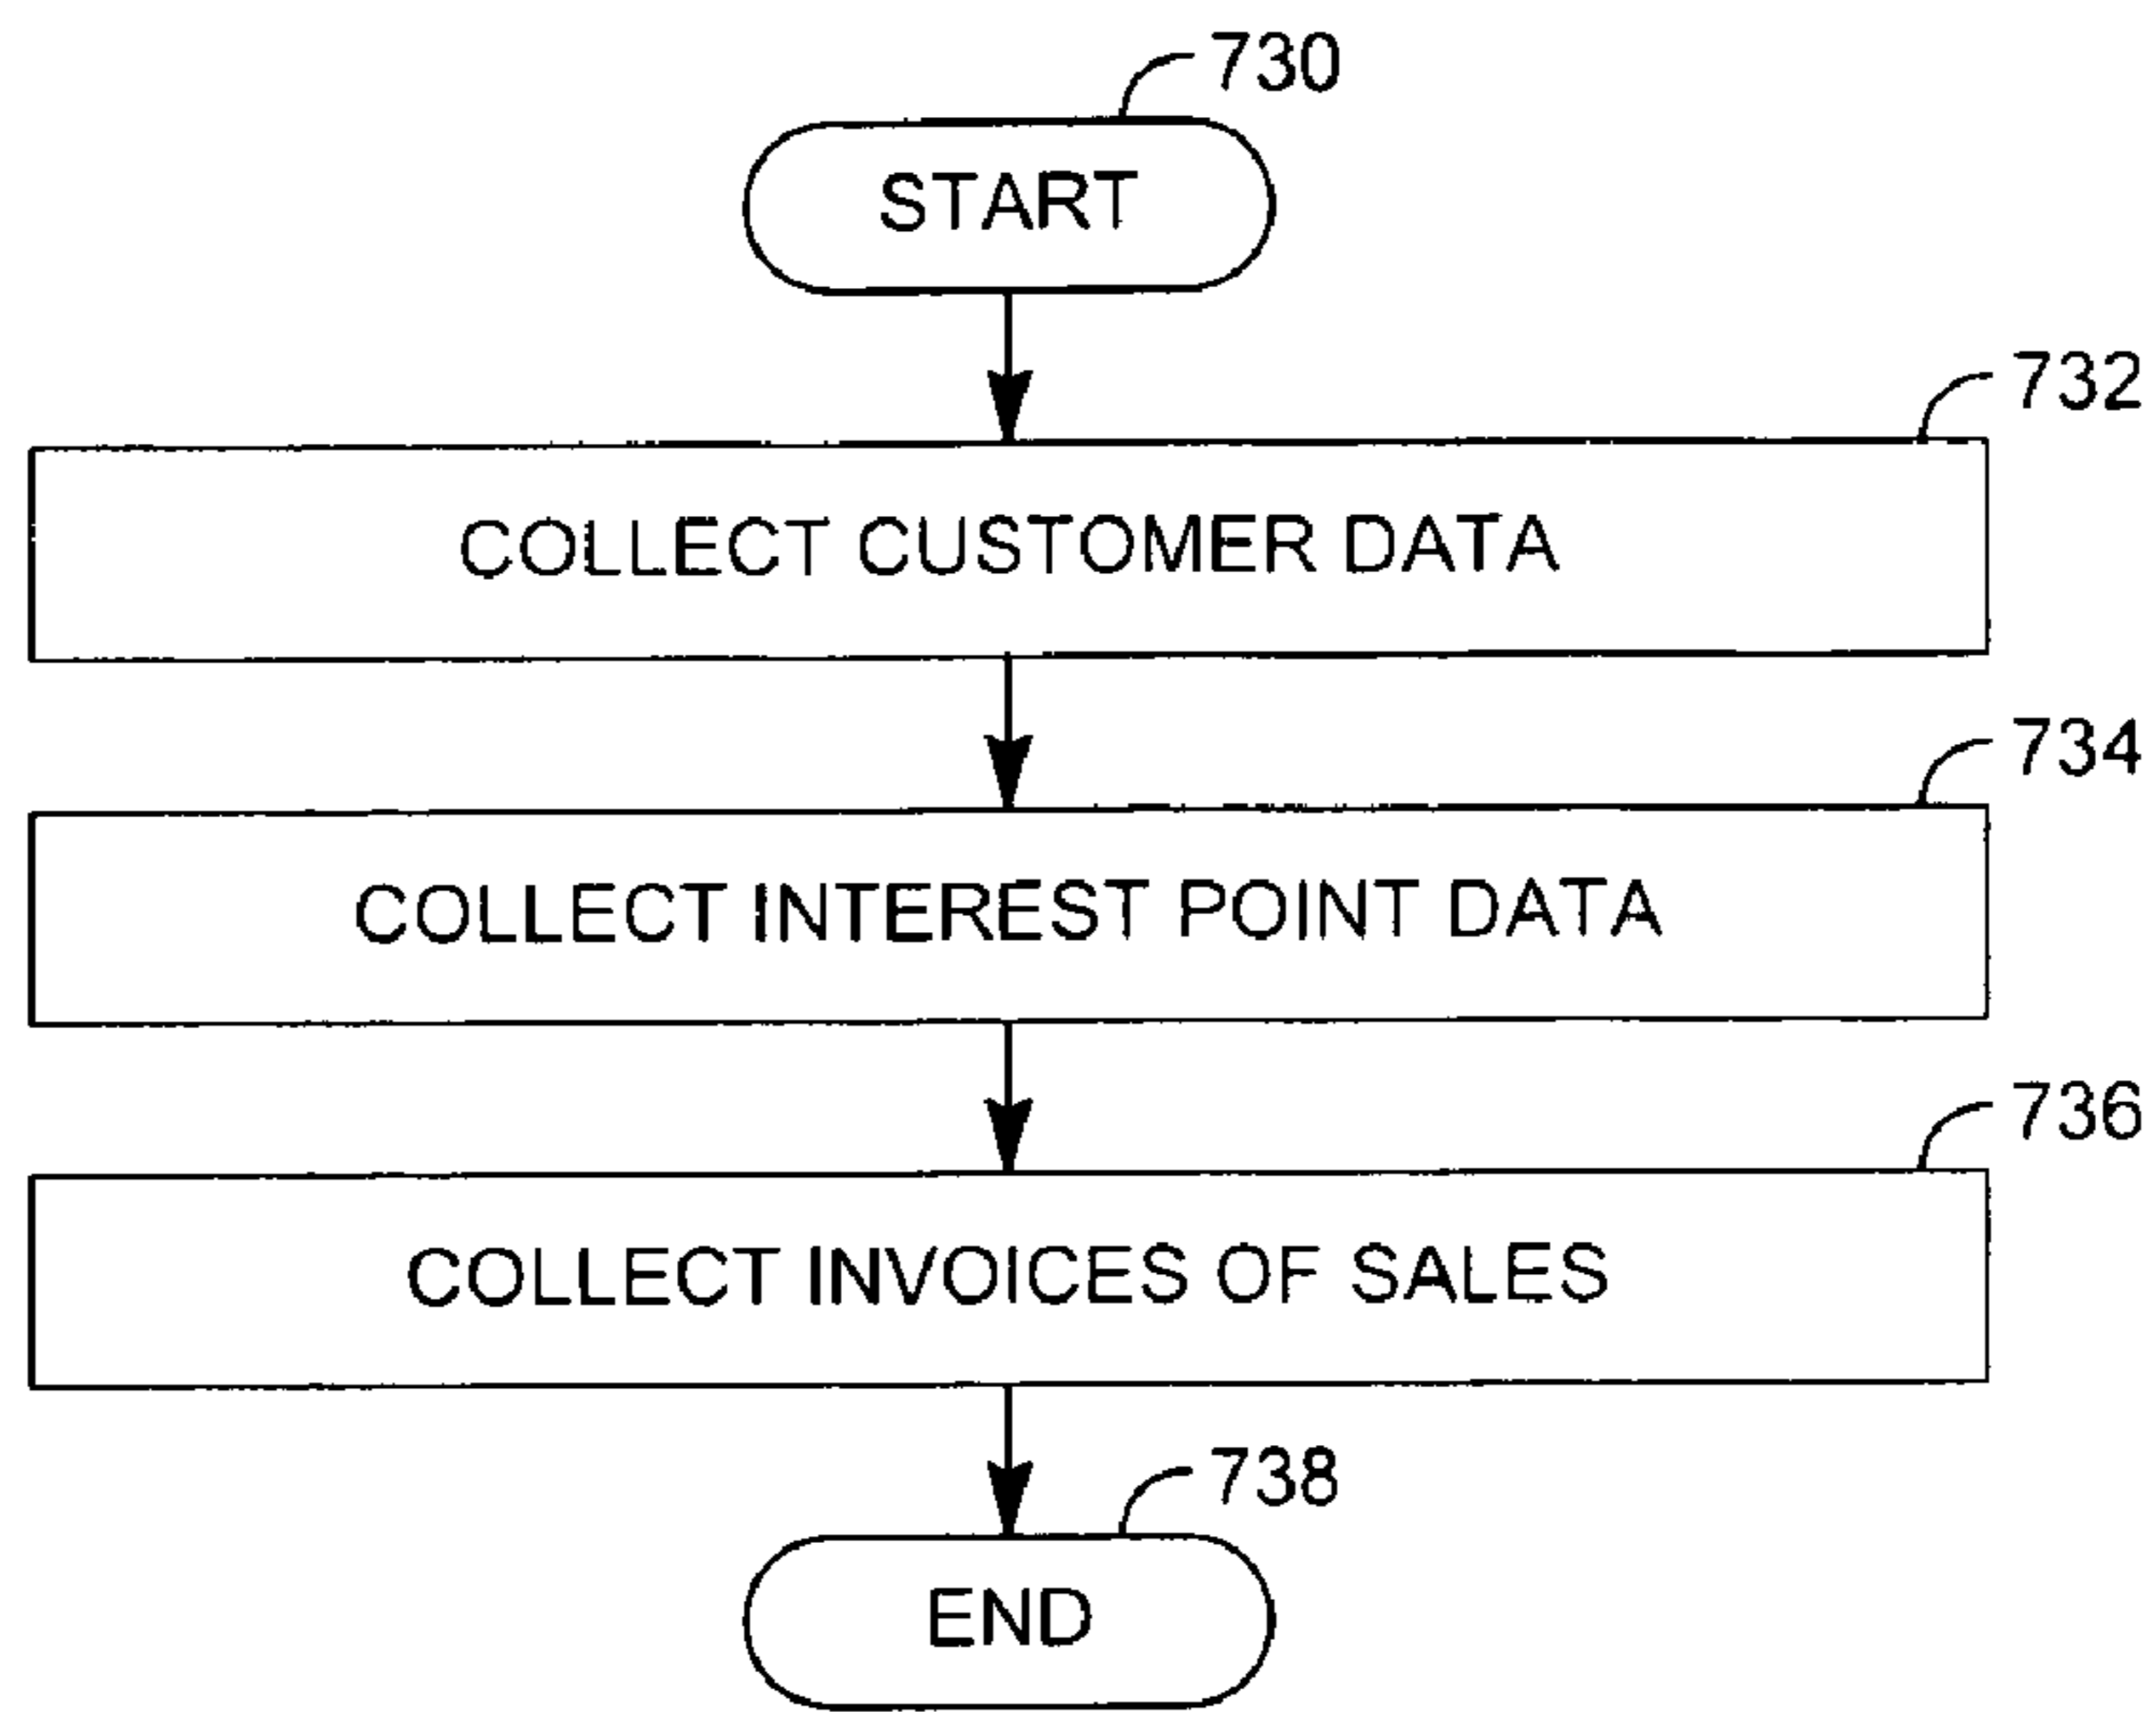 730
START
732
COLLECT CUSTOMER DATA
734
COLLECT INTEREST POINT DATA
736
COLLECT INVOICES OF SALES
738
END